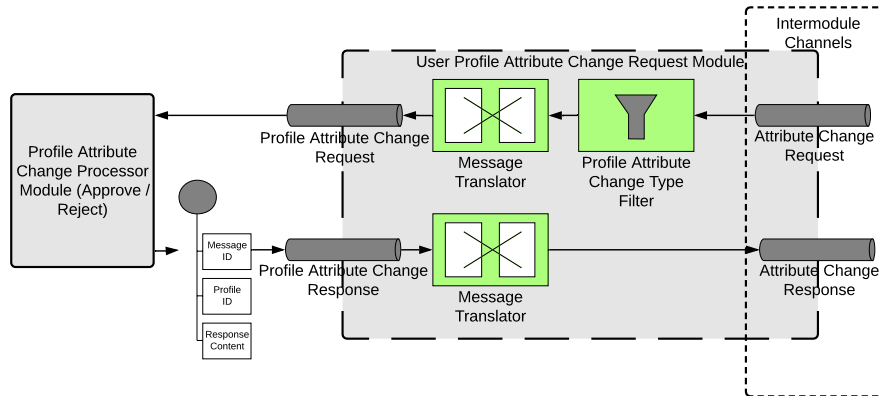 Intermodule
Channels
User Profile Attribute Change Request Module
Profile Attribute
Change Processor
Module (Approve /
Reject)
Profile Attribute Change
Request
Message
Translator
Profile Attribute
Change Type
Filter
Attribute Change
Request
Message
ID
Profile
ID
Response
Content
Profile Attribute Change
Response
Message
Translator
Attribute Change
Response